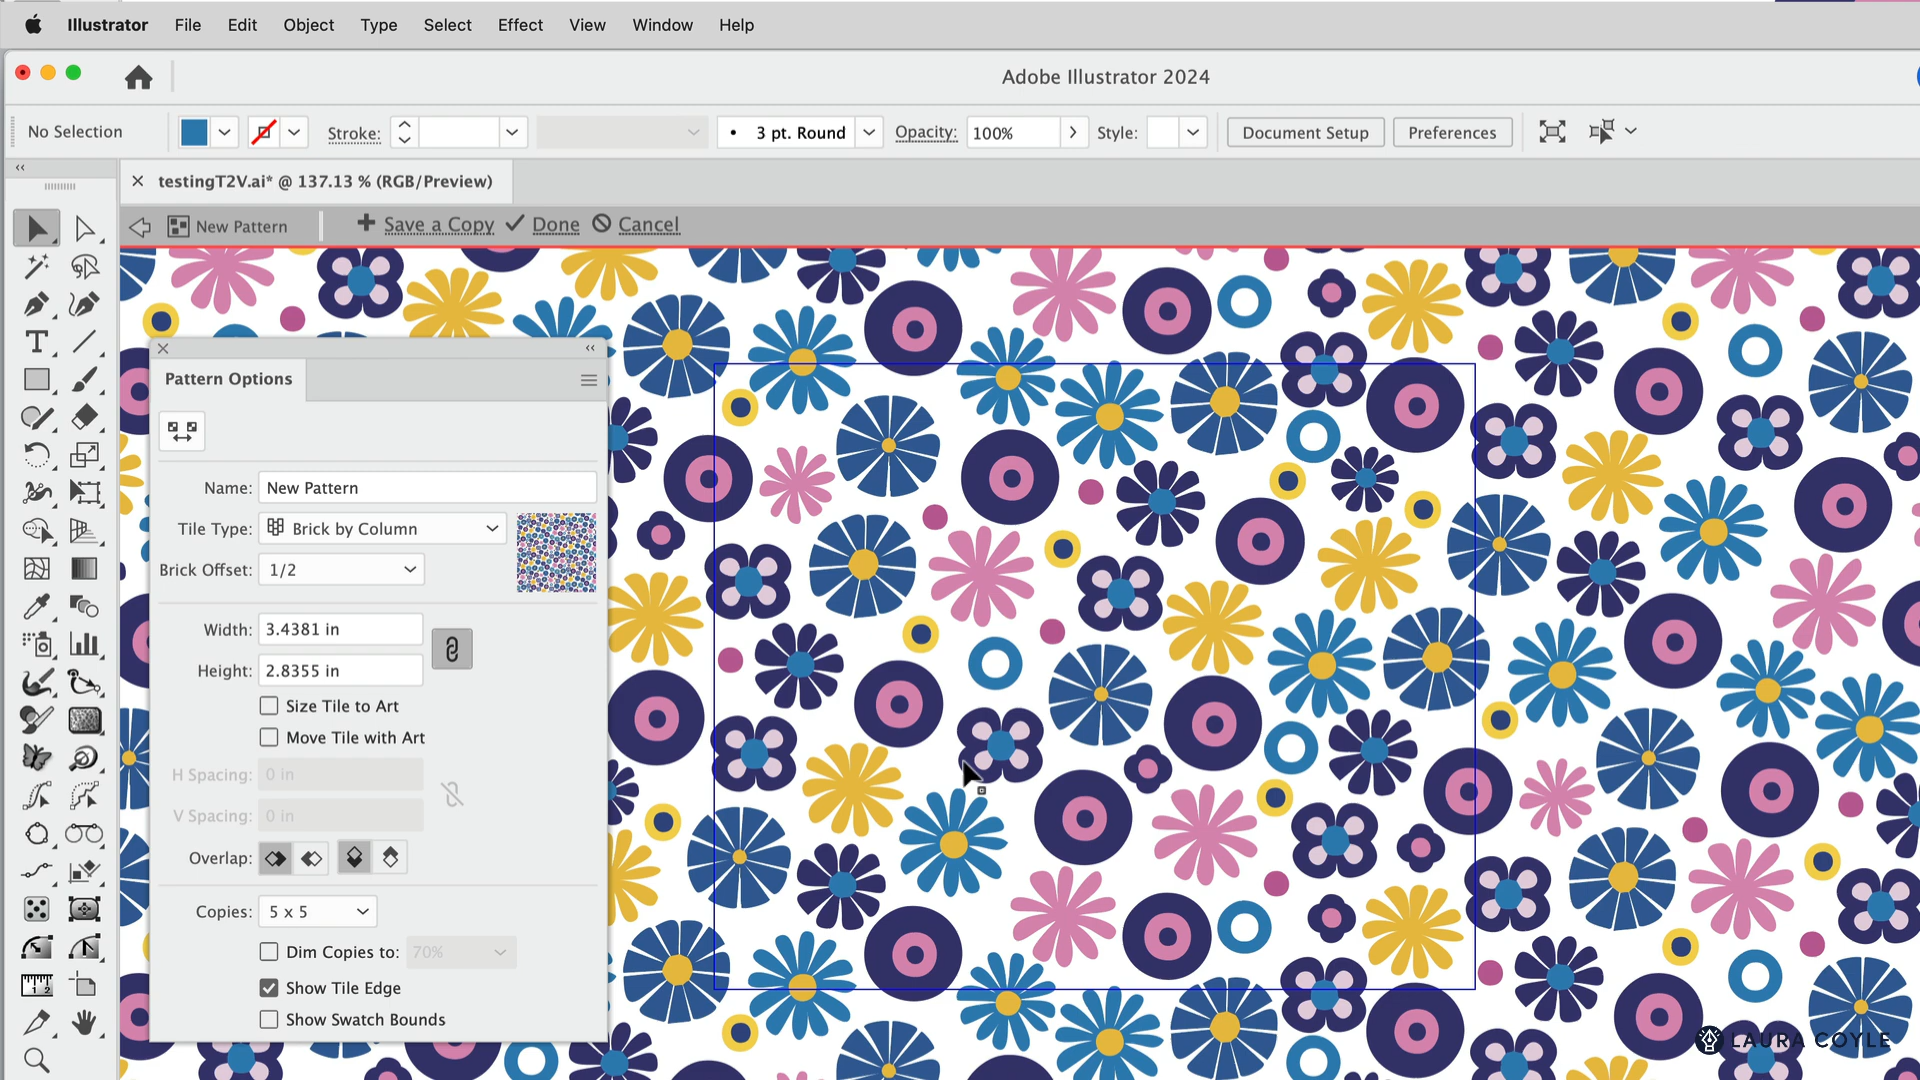 Illustrator File Edit Object Type Select Effect View Window Help
Adobe Illustrator 2024
No Selection Stroke: 3 pt. Round Opacity: 100% Style: Document Setup Preferences
testingT2V.ai* @ 137.13 % (RGB/Preview)
New Pattern Save a Copy Done Cancel
Pattern Options
Name: New Pattern
Tile Type: Brick by Column
Brick Offset: 1/2
Width: 3.4381 in
Height: 2.8355 in
Size Tile to Art
Move Tile with Art
H Spacing: 0 in
V Spacing: 0 in
Overlap:
Copies: 5 x 5
Dim Copies to: 70%
Show Tile Edge
Show Swatch Bounds
LAURA COYLE